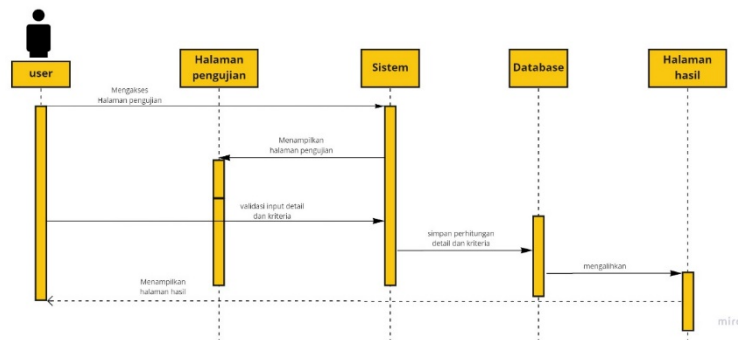 user
Halaman
pengujian
Sistem
Database
Halaman
hasil
Mengakses
Halaman pengujian
Menampilkan
halaman pengujian
validasi input detail
dan kriteria
simpan perhitungan
detail dan kriteria
mengalihkan
Menampilkan
halaman hasil